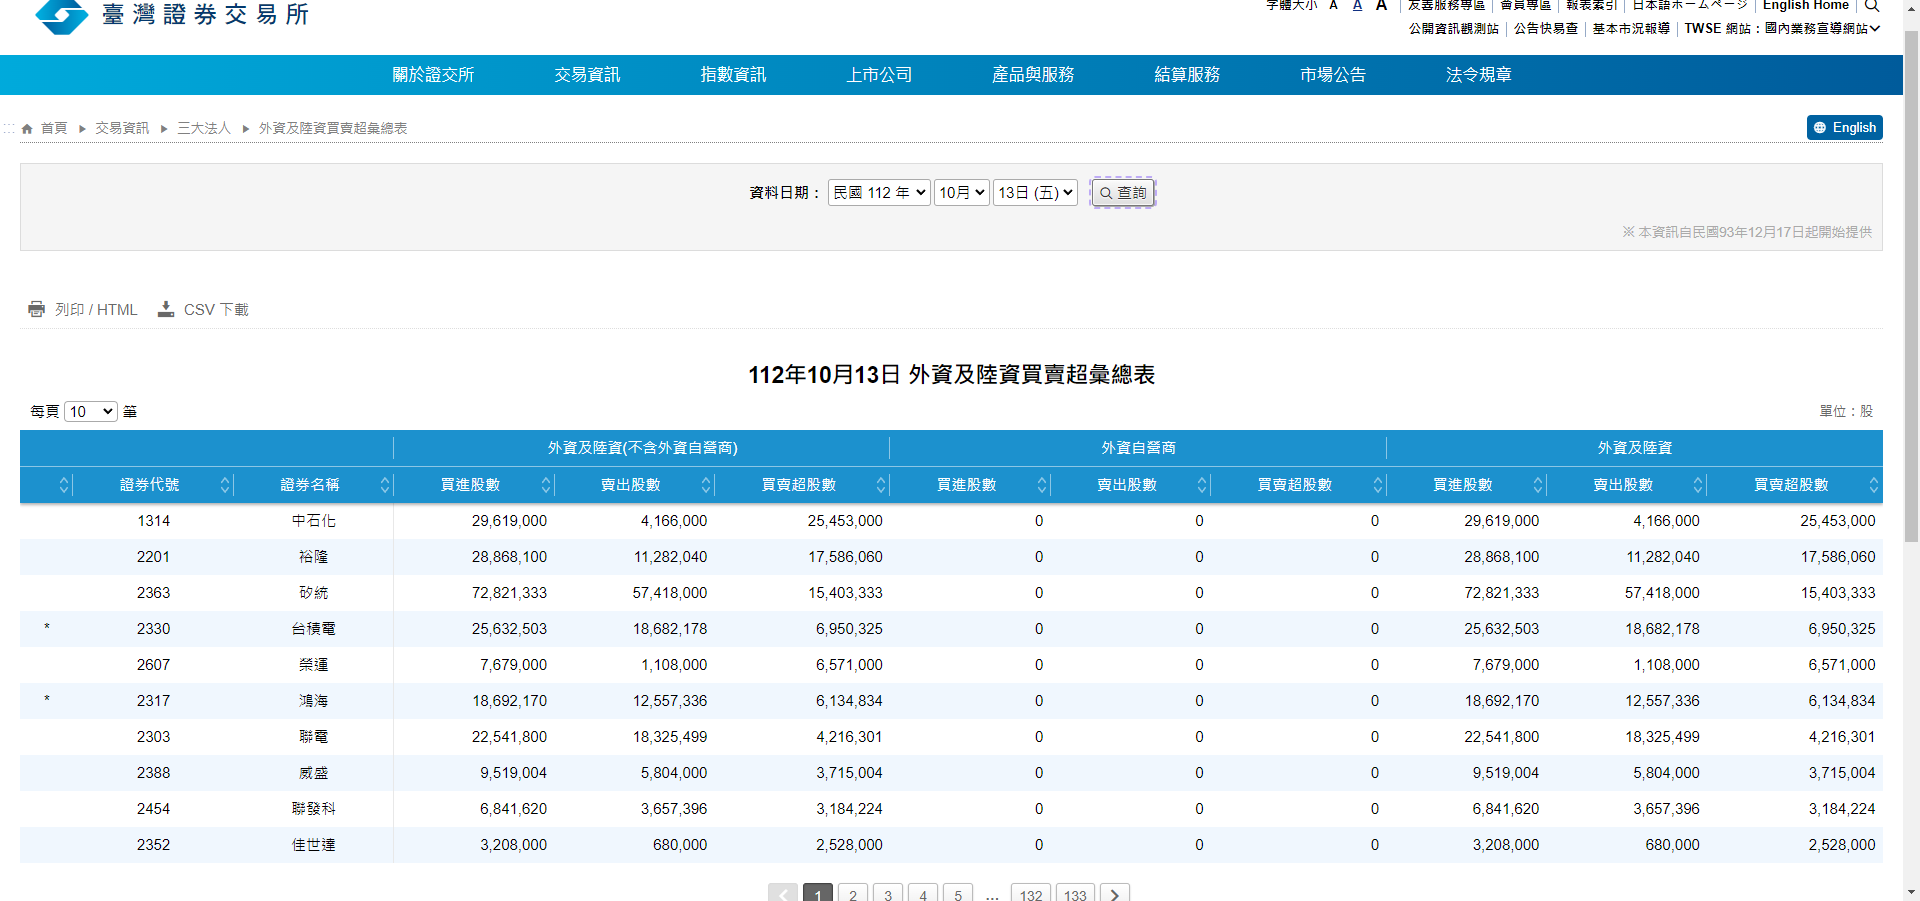 臺灣證券交易所
字體大小 A A A 友善服務專區 會員專區 報表索引 日本語ホームページ English Home
公開資訊觀測站 公告快易查 基本市況報導 TWSE 網站：國內業務宣導網站
關於證交所 交易資訊 指數資訊 上市公司 產品與服務 結算服務 市場公告 法令規章
首頁 交易資訊 三大法人 外資及陸資買賣超彙總表 English
資料日期： 民國 112 年 10月 13日 (五) 查詢
※ 本資訊自民國93年12月17日起開始提供
列印 / HTML CSV 下載
112年10月13日 外資及陸資買賣超彙總表
每頁 10 筆 單位：股
外資及陸資(不含外資自營商) 外資自營商 外資及陸資
證券代號 證券名稱 買進股數 賣出股數 買賣超股數 買進股數 賣出股數 買賣超股數 買進股數 賣出股數 買賣超股數
1314 中石化 29,619,000 4,166,000 25,453,000 0 0 0 29,619,000 4,166,000 25,453,000
2201 裕隆 28,868,100 11,282,040 17,586,060 0 0 0 28,868,100 11,282,040 17,586,060
2363 矽統 72,821,333 57,418,000 15,403,333 0 0 0 72,821,333 57,418,000 15,403,333
* 2330 台積電 25,632,503 18,682,178 6,950,325 0 0 0 25,632,503 18,682,178 6,950,325
2607 榮運 7,679,000 1,108,000 6,571,000 0 0 0 7,679,000 1,108,000 6,571,000
* 2317 鴻海 18,692,170 12,557,336 6,134,834 0 0 0 18,692,170 12,557,336 6,134,834
2303 聯電 22,541,800 18,325,499 4,216,301 0 0 0 22,541,800 18,325,499 4,216,301
2388 威盛 9,519,004 5,804,000 3,715,004 0 0 0 9,519,004 5,804,000 3,715,004
2454 聯發科 6,841,620 3,657,396 3,184,224 0 0 0 6,841,620 3,657,396 3,184,224
2352 佳世達 3,208,000 680,000 2,528,000 0 0 0 3,208,000 680,000 2,528,000
1 2 3 4 5 ... 132 133